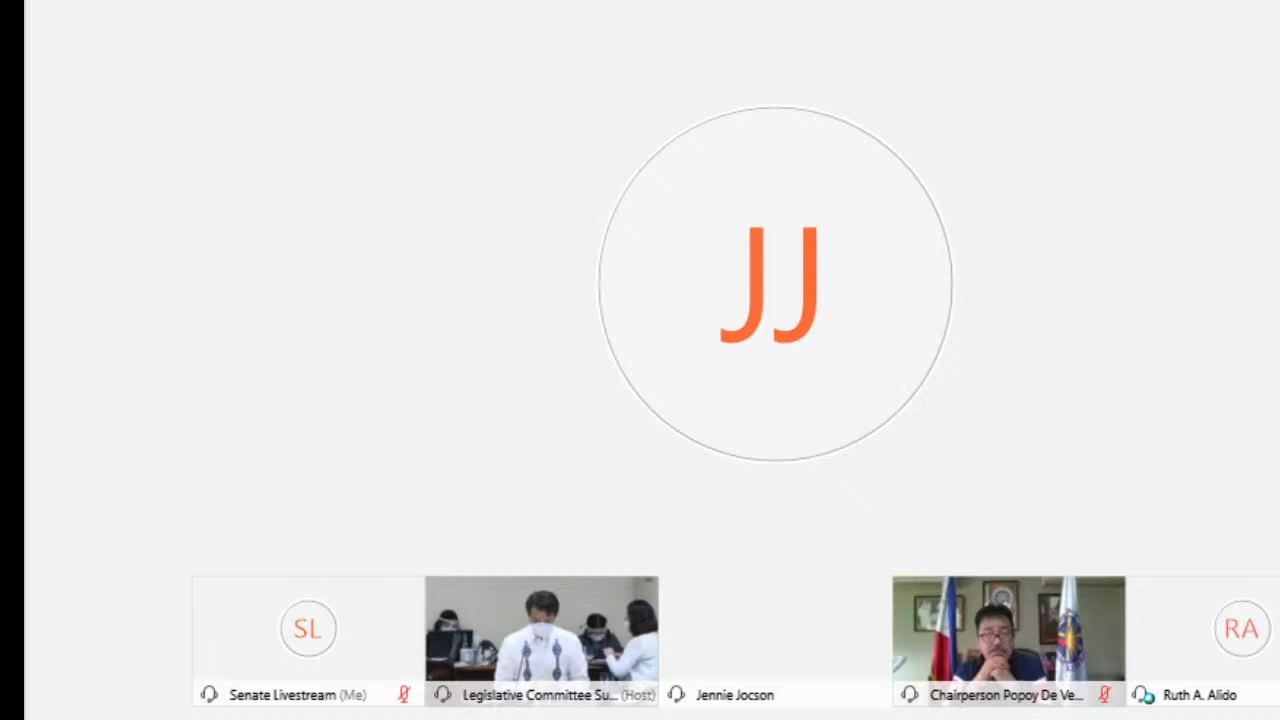 JJ
SL
RA
Senate Livestream (Me)
Legislative Committee Su... (Host)
Jennie Jocson
Chairperson Popoy De Ve...
Ruth A. Alido